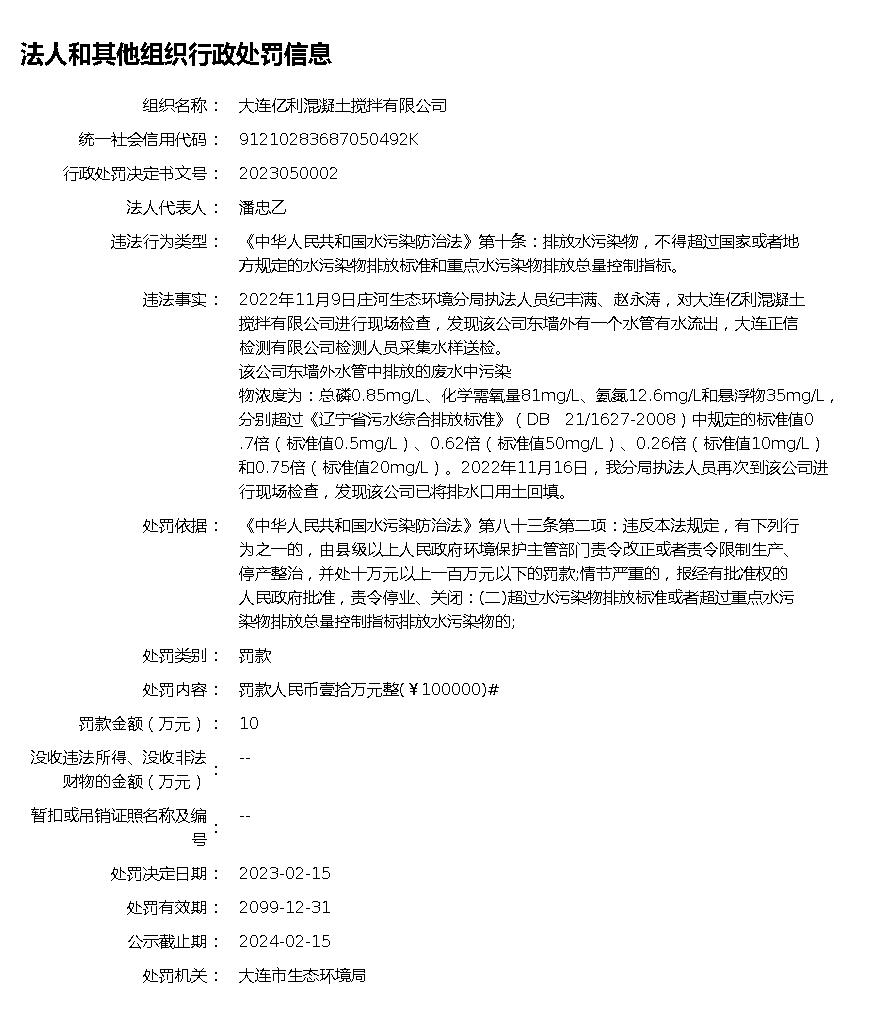 法人和其他组织行政处罚信息
组织名称： 大连亿利混凝土搅拌有限公司
统一社会信用代码： 91210283687050492K
行政处罚决定书文号： 2023050002
法人代表人： 潘忠乙
违法行为类型： 《中华人民共和国水污染防治法》第十条：排放水污染物，不得超过国家或者地
方规定的水污染物排放标准和重点水污染物排放总量控制指标。
违法事实： 2022年11月9日庄河生态环境分局执法人员纪丰满、赵永涛，对大连亿利混凝土
搅拌有限公司进行现场检查，发现该公司东墙外有一个水管有水流出，大连正信
检测有限公司检测人员采集水样送检。
该公司东墙外水管中排放的废水中污染
物浓度为：总磷0.85mg/L、化学需氧量81mg/L、氨氮12.6mg/L和悬浮物35mg/L，
分别超过《辽宁省污水综合排放标准》（DB 21/1627-2008）中规定的标准值0
.7倍（标准值0.5mg/L）、0.62倍（标准值50mg/L）、0.26倍（标准值10mg/L）
和0.75倍（标准值20mg/L）。2022年11月16日，我分局执法人员再次到该公司进
行现场检查，发现该公司已将排水口用土回填。
处罚依据： 《中华人民共和国水污染防治法》第八十三条第二项：违反本法规定，有下列行
为之一的，由县级以上人民政府环境保护主管部门责令改正或者责令限制生产、
停产整治，并处十万元以上一百万元以下的罚款;情节严重的，报经有批准权的
人民政府批准，责令停业、关闭：(二)超过水污染物排放标准或者超过重点水污
染物排放总量控制指标排放水污染物的;
处罚类别： 罚款
处罚内容： 罚款人民币壹拾万元整(￥100000)#
罚款金额（万元）： 10
没收违法所得、没收非法
财物的金额（万元）： --
暂扣或吊销证照名称及编
号： --
处罚决定日期： 2023-02-15
处罚有效期： 2099-12-31
公示截止期： 2024-02-15
处罚机关： 大连市生态环境局